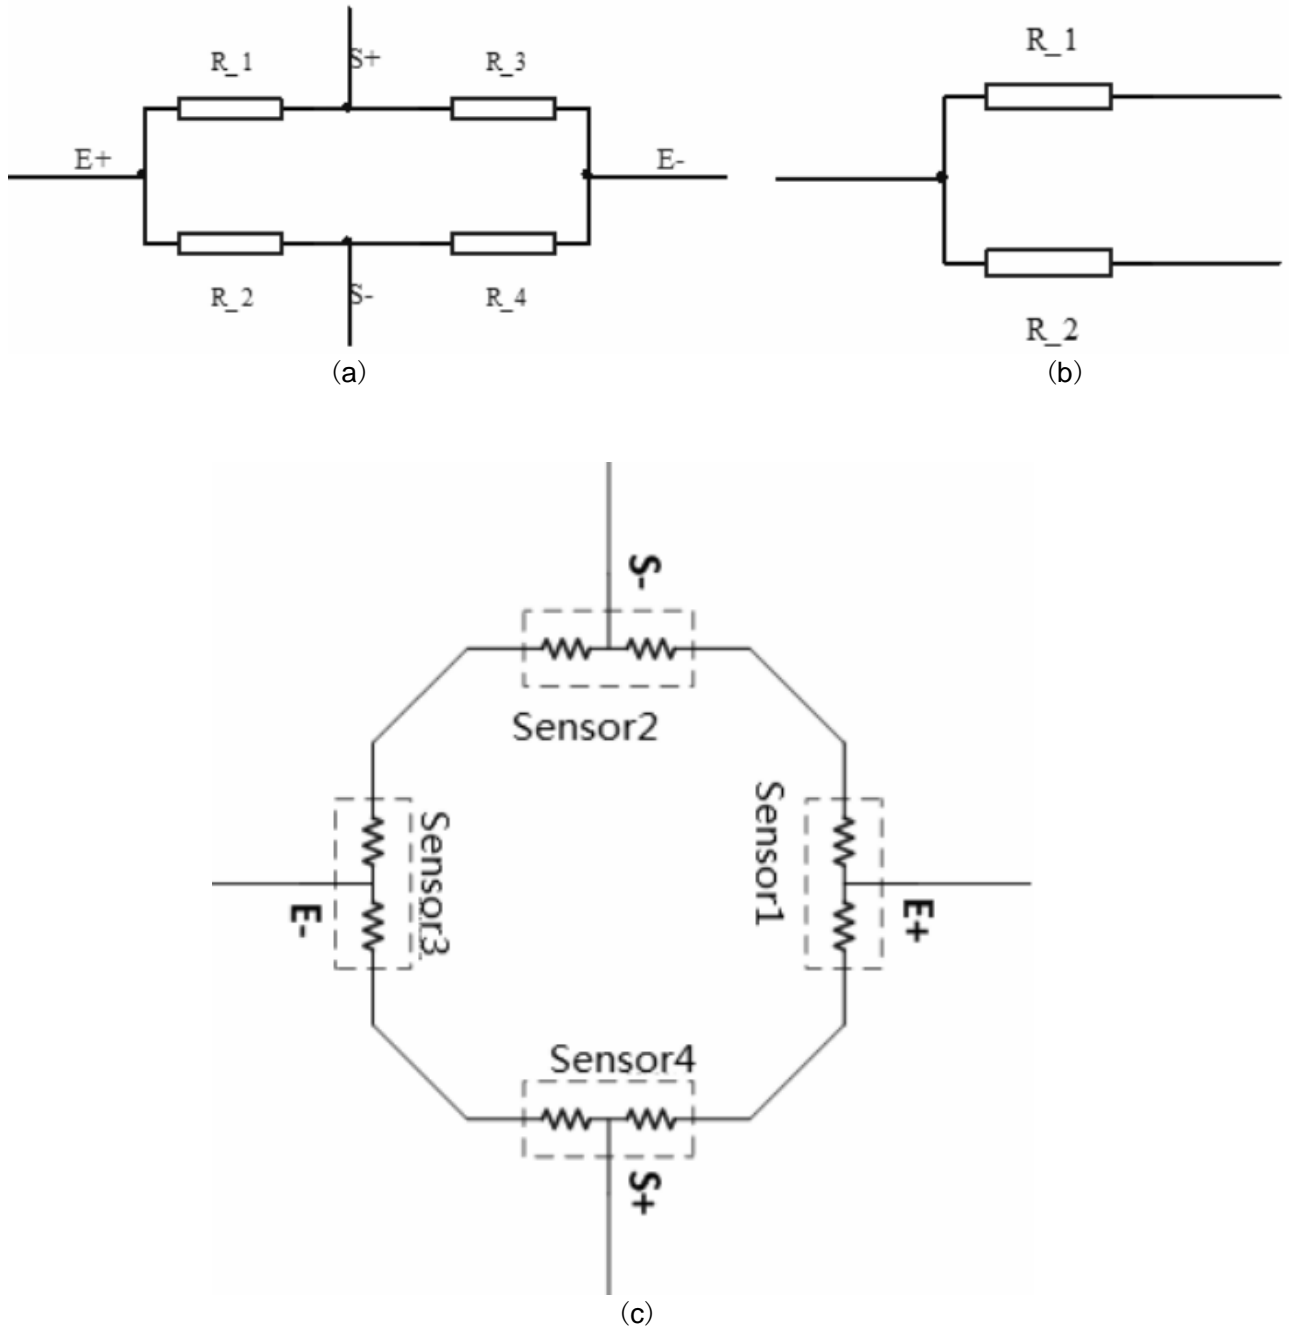 R_1
S+
R_3
E+
E-
R_2
S-
R_4
(a)
R_1
R_2
(b)
S-
Sensor2
Sensor1
Sensor3
E-
E+
Sensor4
S+
(c)